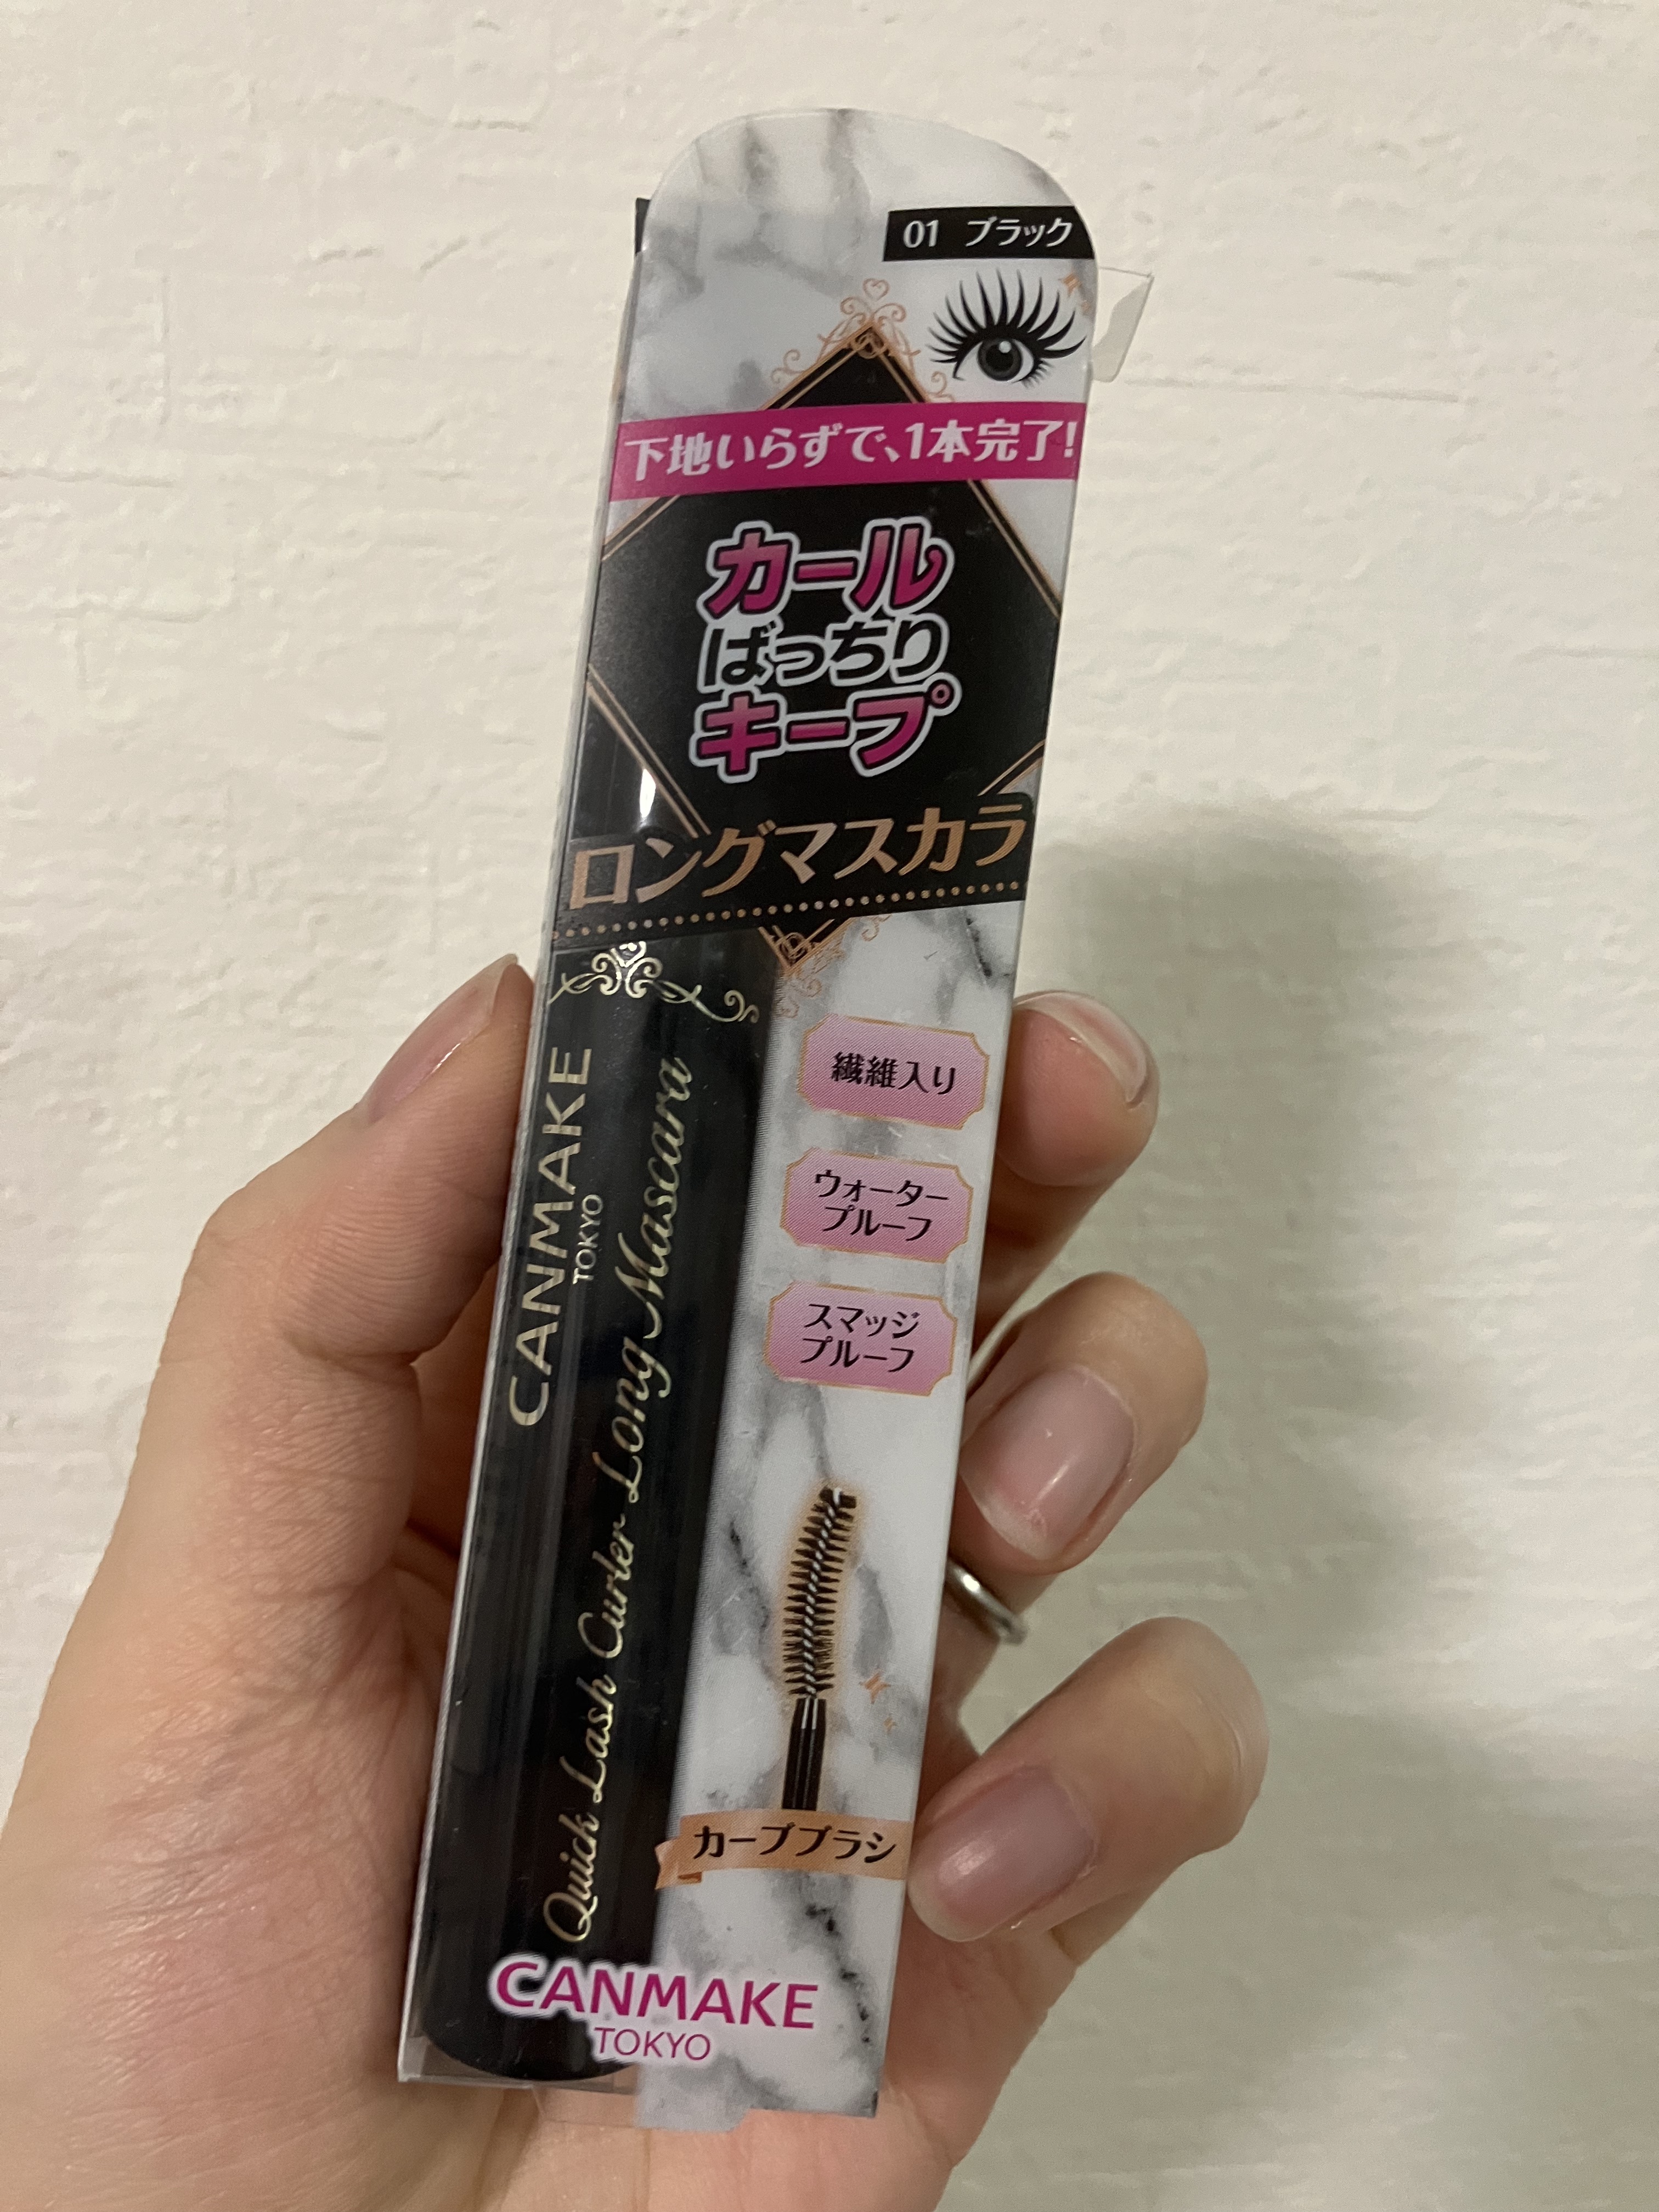 01 ブラック
下地いらずで、1本完了!
カール
ばっちり
キープ
ロングマスカラ
CANMAKE
TOKYO
Quick Lash Curler Long Mascara
繊維入り
ウォーター
プルーフ
スマッジ
プルーフ
カーブブラシ
CANMAKE
TOKYO